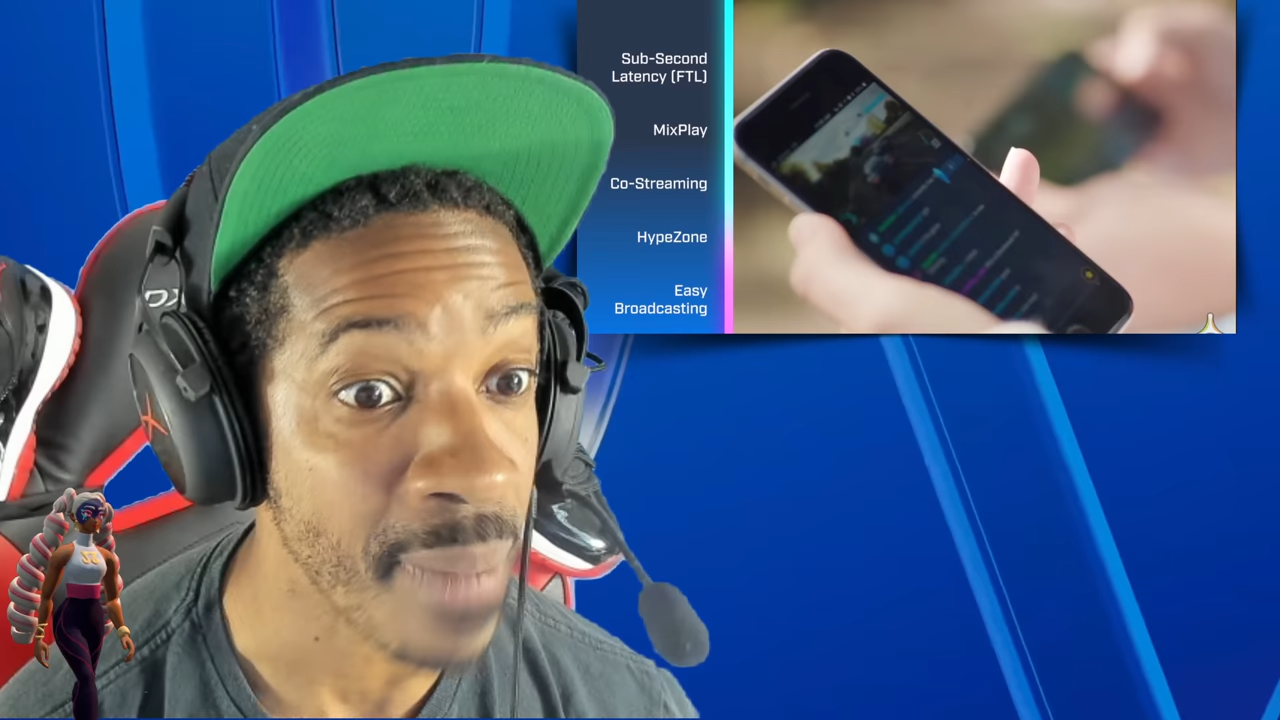 Sub-Second
Latency (FTL)
MixPlay
Co-Streaming
HypeZone
Easy
Broadcasting